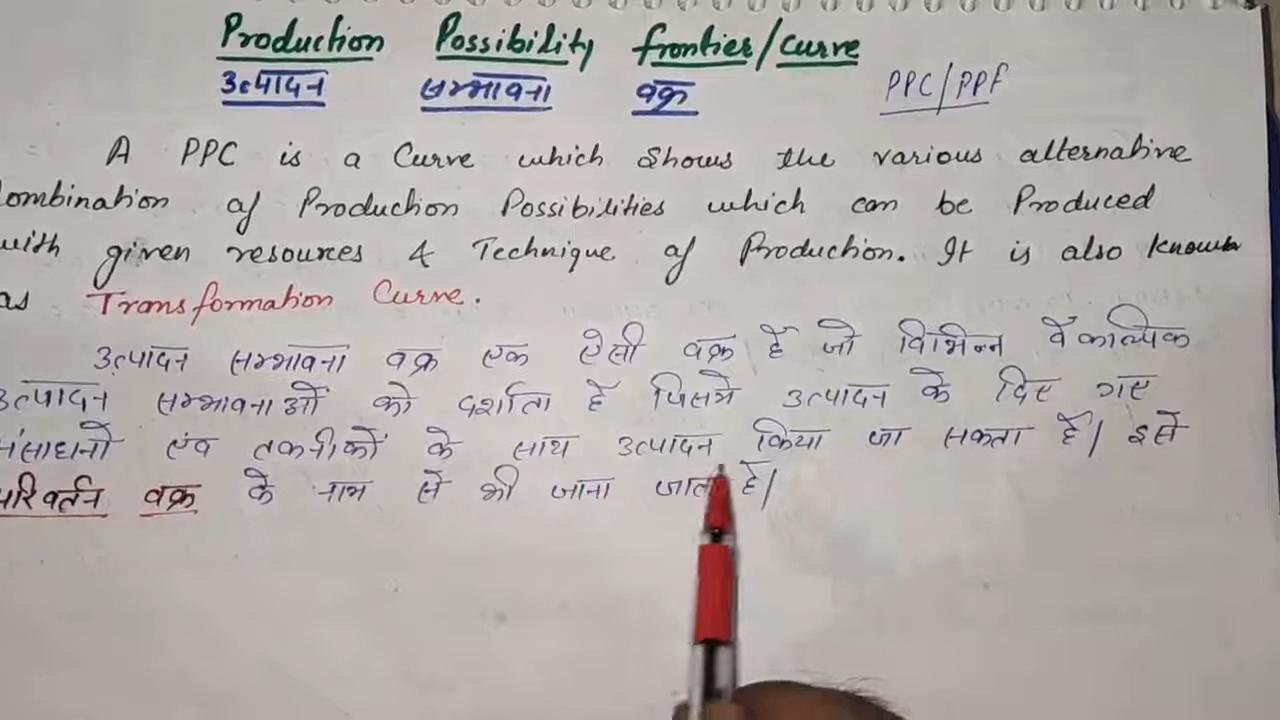 Production Possibility frontier/Curve
उत्पादन सम्भावना वक्र PPC/PPF
A PPC is a Curve which Shows the various alternative
ombination of Production Possibilities which can be Produced
with given resources & Technique of Production. It is also known
as Transformation Curve.
उत्पादन सम्भावना वक्र एक ऐसी वक्र है जो विभिन्न वैकल्पिक
उत्पादन सम्भावनाओं को दर्शाता है जिसमे उत्पादन के दिए गए
संसाधनों एंव तकनीकों के साथ उत्पादन किया जा सकता है। इसे
परिवर्तन वक्र के नाम से भी जाना जाता है।